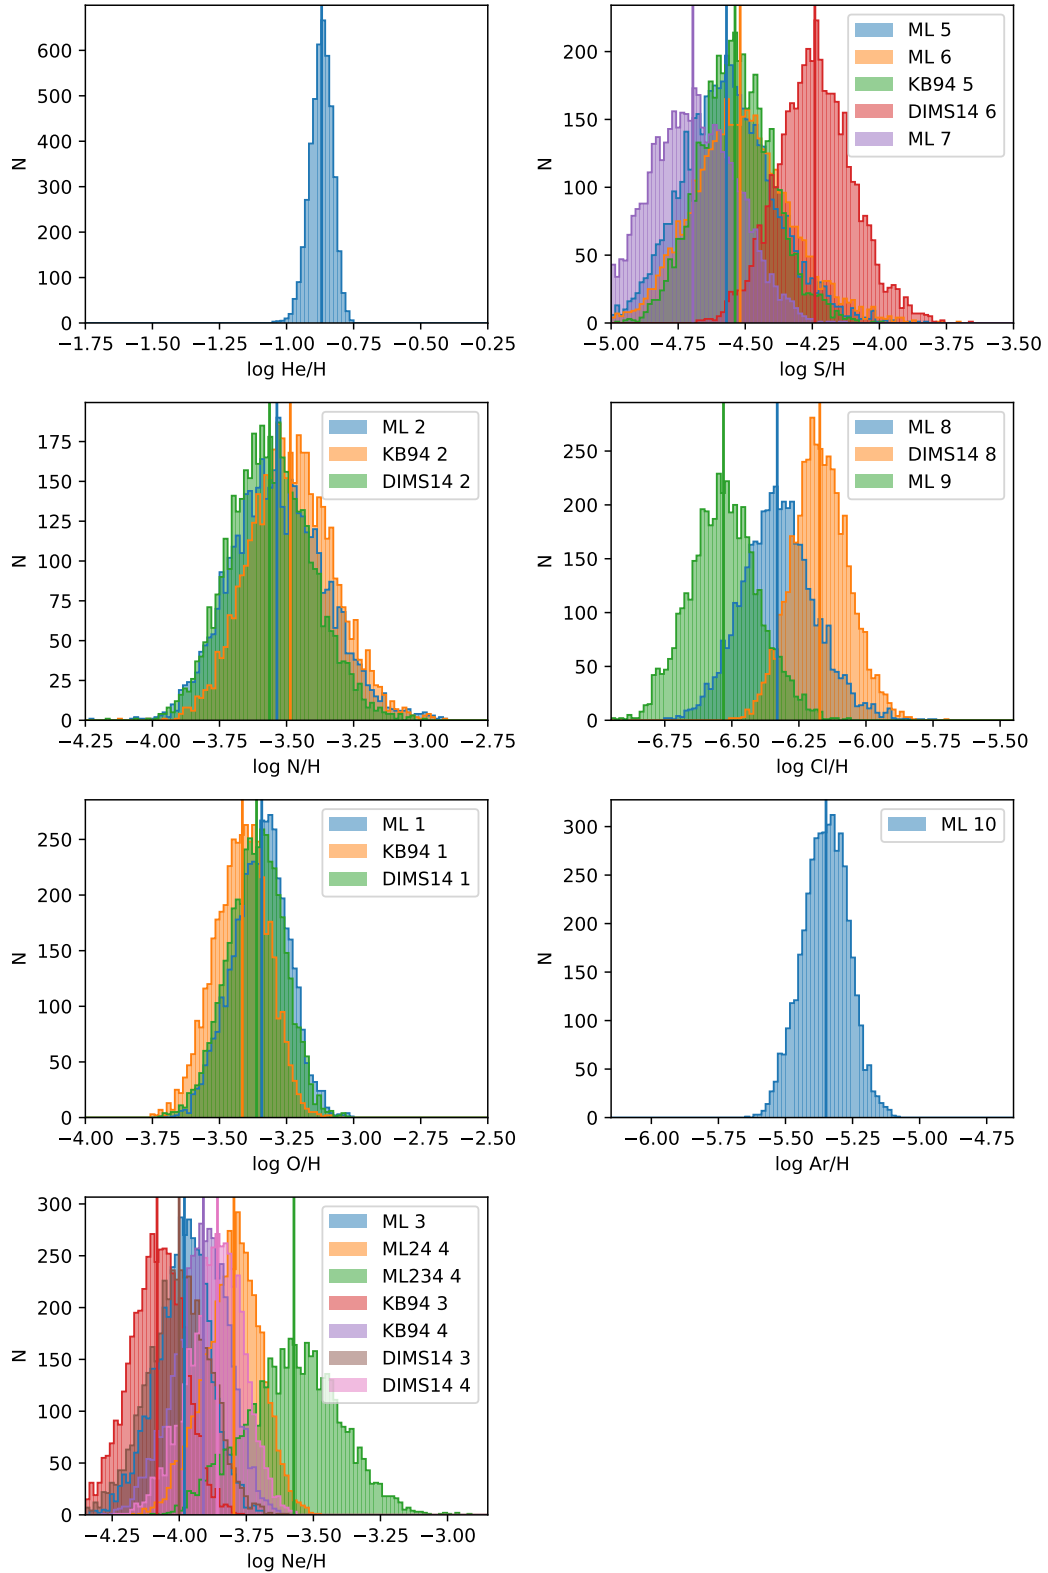 600
500
400
300
200
100
0
N
−1.75 −1.50 −1.25 −1.00 −0.75 −0.50 −0.25
log He/H
200
150
100
50
0
N
ML 5
ML 6
KB94 5
DIMS14 6
ML 7
−5.00 −4.75 −4.50 −4.25 −4.00 −3.75 −3.50
log S/H
175
150
125
100
75
50
25
0
N
ML 2
KB94 2
DIMS14 2
−4.25 −4.00 −3.75 −3.50 −3.25 −3.00 −2.75
log N/H
250
200
150
100
50
0
N
ML 8
DIMS14 8
ML 9
−6.75 −6.50 −6.25 −6.00 −5.75 −5.50
log Cl/H
250
200
150
100
50
0
N
ML 1
KB94 1
DIMS14 1
−4.00 −3.75 −3.50 −3.25 −3.00 −2.75 −2.50
log O/H
300
250
200
150
100
50
0
N
ML 10
−6.00 −5.75 −5.50 −5.25 −5.00 −4.75
log Ar/H
300
250
200
150
100
50
0
N
ML 3
ML24 4
ML234 4
KB94 3
KB94 4
DIMS14 3
DIMS14 4
−4.25 −4.00 −3.75 −3.50 −3.25 −3.00
log Ne/H